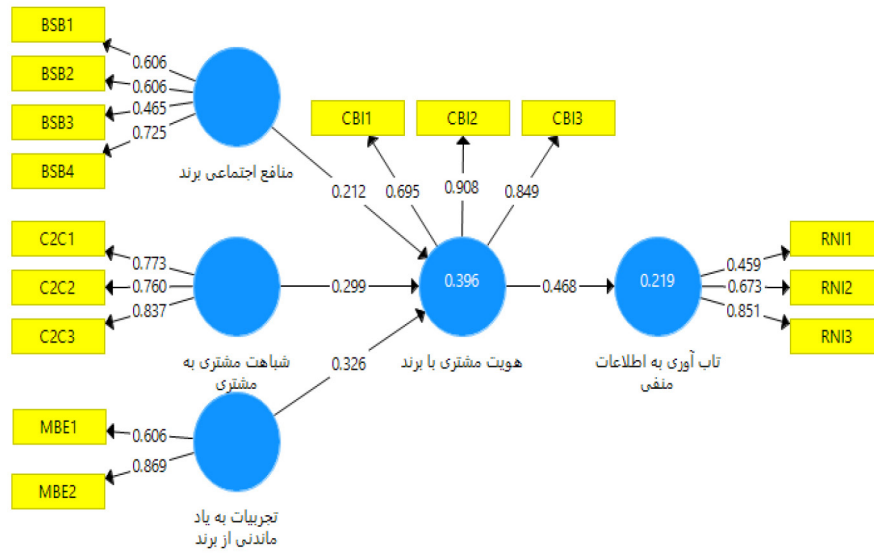 BSB1
BSB2
BSB3
BSB4
0.606
0.606
0.465
0.725
منافع اجتماعی برند
0.212
CBI1
CBI2
CBI3
0.695
0.908
0.849
C2C1
C2C2
C2C3
0.773
0.760
0.837
شباهت مشتری به
مشتری
0.299
0.396
هویت مشتری با برند
0.468
0.219
تاب آوری به اطلاعات
منفی
0.459
0.673
0.851
RNI1
RNI2
RNI3
0.326
MBE1
MBE2
0.606
0.869
تجربیات به یاد
ماندنی از برند